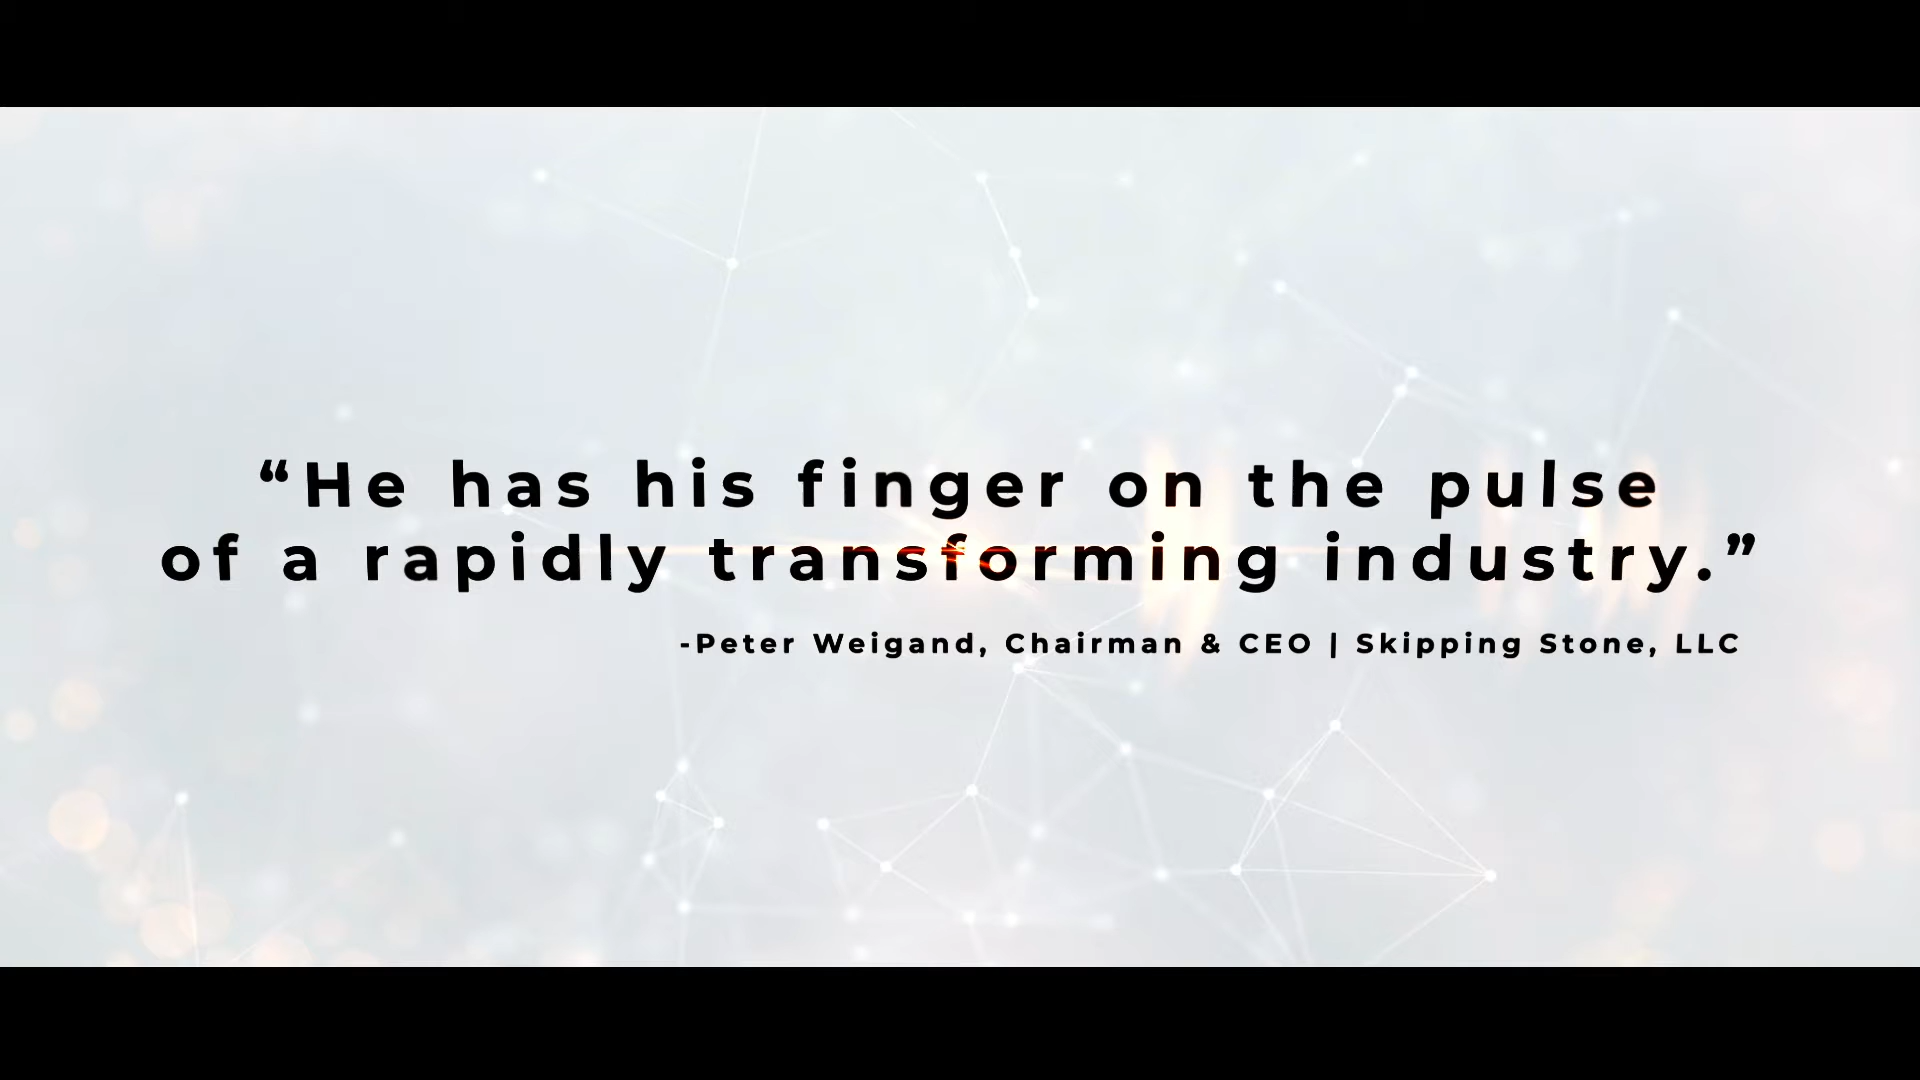 “He has his finger on the pulse
of a rapidly transforming industry.”
-Peter Weigand, Chairman & CEO | Skipping Stone, LLC